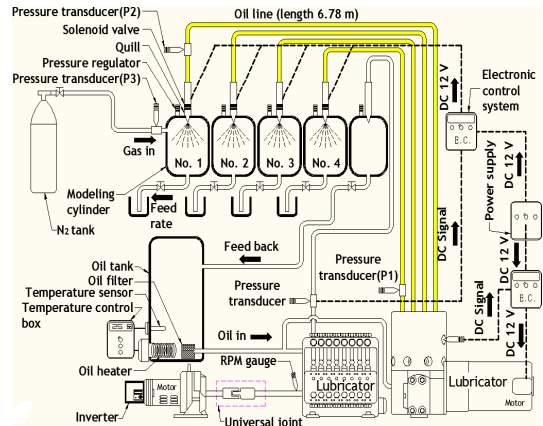 Pressure transducer(P2)
Oil line (length 6.78 m)
Solenoid valve
Quill
Pressure regulator
Pressure transducer(P3)
Gas in
No. 1
No. 2
No. 3
No. 4
Modeling
cylinder
Feed
rate
N2 tank
DC 12 V
Electronic
control
system
B.C.
DC 12 V
Power supply
DC 12 V
B.C.
DC Signal
DC Signal
DC 12 V
Feed back
Oil tank
Oil filter
Temperature sensor
Temperature control
box
Pressure
transducer(P1)
Pressure
transducer
Oil in
Oil heater
RPM gauge
Motor
Inverter
Universal joint
Lubricator
Lubricator
Motor